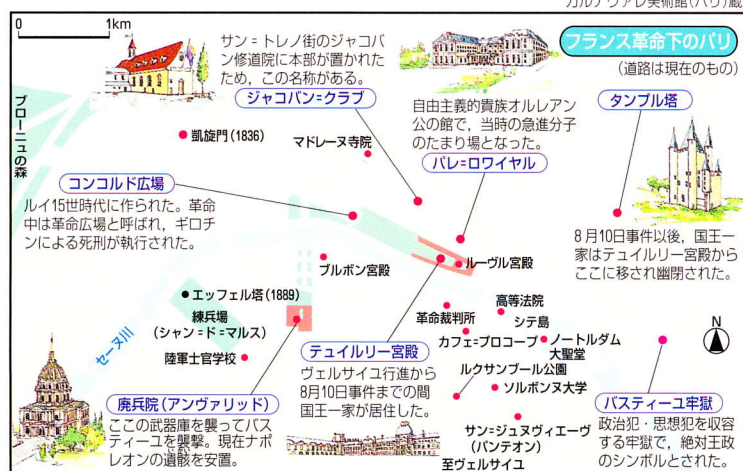 カルナヴァレ美術館(パリ)蔵
0　1km
サン＝トレノ街のジャコバ
ン修道院に本部が置かれた
ため，この名称がある。
ジャコバン=クラブ
フランス革命下のパリ
(道路は現在のもの)
ブローニュの森
凱旋門(1836)
マドレーヌ寺院
自由主義的貴族オルレアン
公の館で，当時の急進分子
のたまり場となった。
パレ=ロワイヤル
タンプル塔
コンコルド広場
ルイ15世時代に作られた。革命
中は革命広場と呼ばれ，ギロチ
ンによる死刑が執行された。
8月10日事件以後，国王一
家はテュイルリー宮殿から
ここに移され幽閉された。
ブルボン宮殿
ルーヴル宮殿
エッフェル塔(1889)
練兵場
(シャン=ド=マルス)
セーヌ川
陸軍士官学校
革命裁判所
高等法院
シテ島
カフェ=プロコープ
ノートルダム
大聖堂
N
テュイルリー宮殿
ヴェルサイユ行進から
8月10日事件までの間
国王一家が居住した。
ルクサンブール公園
ソルボンヌ大学
サン=ジュヌヴィエーヴ
(パンテオン)
至ヴェルサイユ
廃兵院(アンヴァリッド)
ここの武器庫を襲ってバス
ティーユを襲撃。現在ナポ
レオンの遺骸を安置。
いがい
バスティーユ牢獄
政治犯・思想犯を収容
する牢獄で，絶対王政
のシンボルとされた。